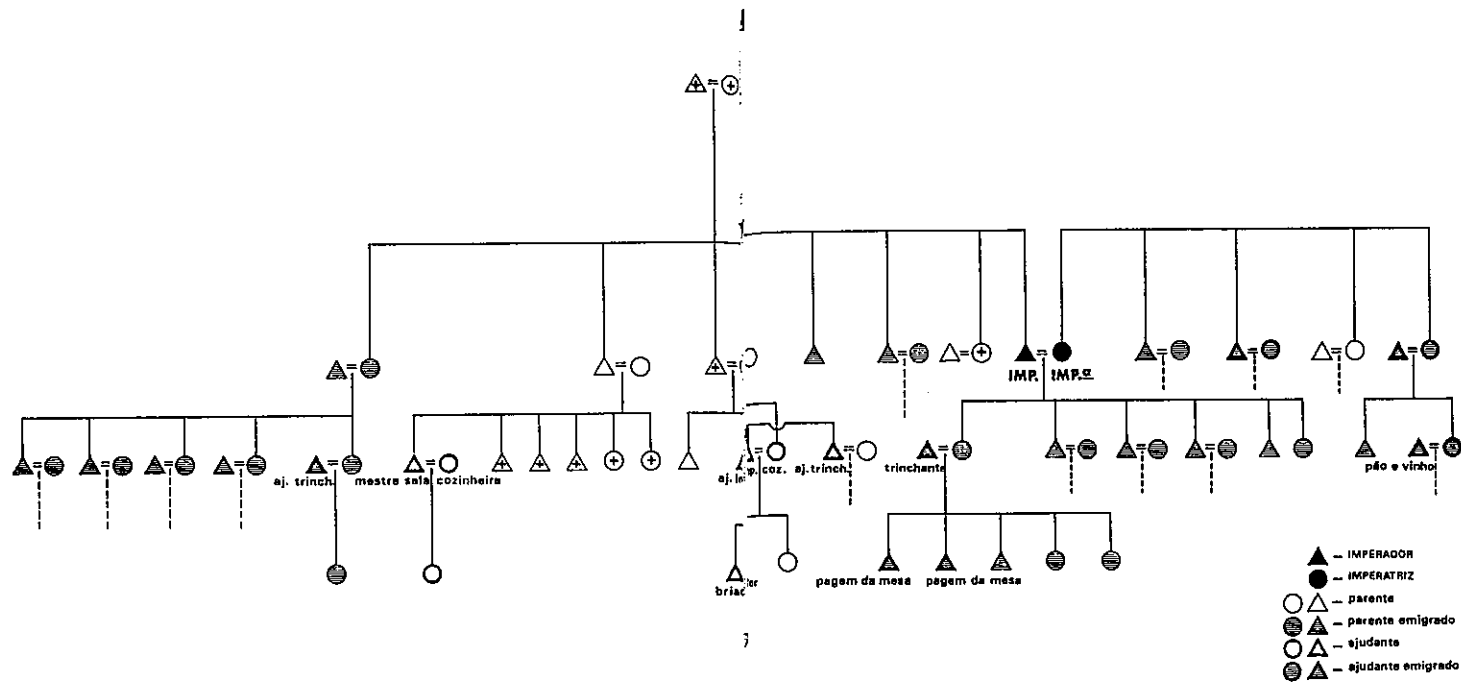 IMP. IMP.ª
aj. trinch. mestre sala cozinheira
coz. aj. trinch. trinchante pão e vinho
pagem da mesa pagem da mesa
– IMPERADOR
– IMPERATRIZ
– parente
– parente emigrado
– ajudante
– ajudante emigrado